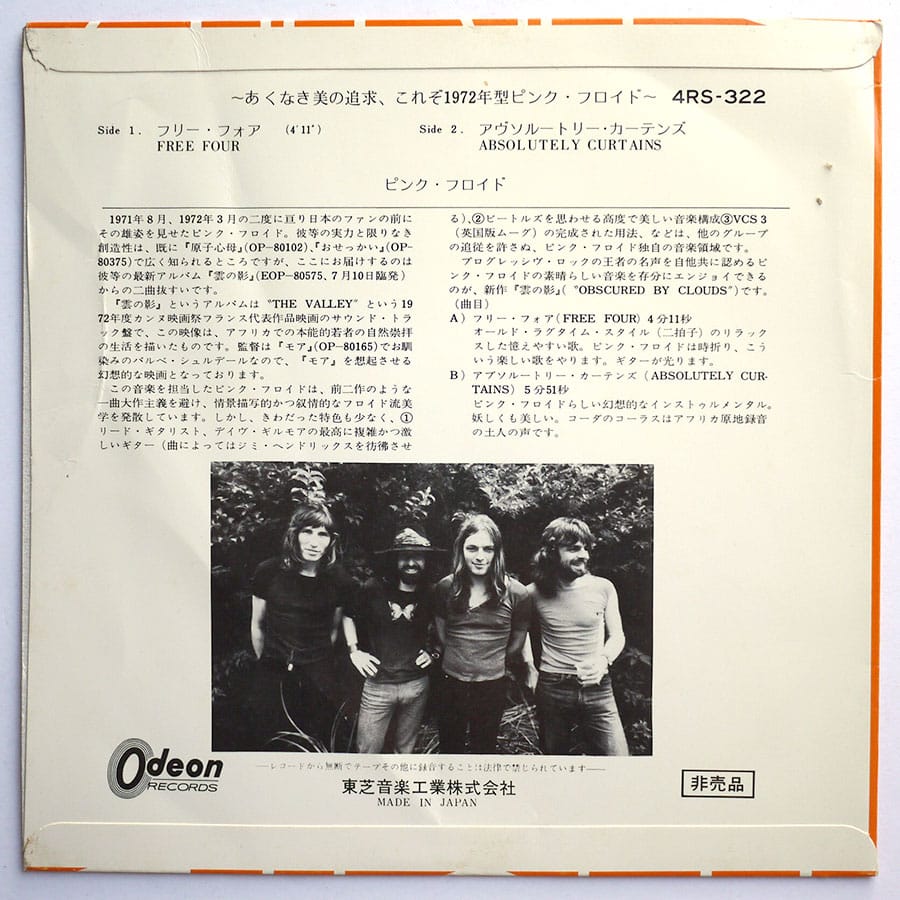 ～あくなき美の追求、これぞ1972年型ピンク・フロイド～ 4RS-322
Side 1. フリー・フォア (4′11″)
FREE FOUR
Side 2. アヴソルートリー・カーテンズ
ABSOLUTELY CURTAINS
ピンク・フロイド
1971年8月、1972年3月の二度に亘り日本のファンの前に
その雄姿を見せたピンク・フロイド。彼等の実力と限りなき
創造性は、既に『原子心母』(OP-80102)、『おせっかい』(OP-
80375)で広く知られるところですが、ここにお届けするのは
彼等の最新アルバム『雲の影』(EOP-80575、7月10日臨発)
からの二曲抜すいです。
『雲の影』というアルバムは〝THE VALLEY〞という19
72年度カンヌ映画祭フランス代表作品映画のサウンド・トラ
ック盤で、この映像は、アフリカでの本能的若者の自然崇拝
の生活を描いたものです。監督は『モア』(OP-80165)でお馴
染みのバルベ・シュルデールなので、『モア』を想起させる
幻想的な映画となっております。
この音楽を担当したピンク・フロイドは、前二作のような
一曲大作主義を避け、情景描写的かつ叙情的なフロイド流美
学を発散しています。しかし、きわだった特色も少なく、①
リード・ギタリスト、デイヴ・ギルモアの最高に複雑かつ激
しいギター（曲によってはジミ・ヘンドリックスを彷彿させ
る)、②ビートルズを思わせる高度で美しい音楽構成③VCS3
（英国版ムーグ）の完成された用法、などは、他のグループ
の追従を許さぬ、ピンク・フロイド独自の音楽領域です。
プログレッシヴ・ロックの王者の名声を自他共に認めるピ
ンク・フロイドの素晴らしい音楽を存分にエンジョイできる
のが、新作『雲の影』(〝OBSCURED BY CLOUDS〞)です。
（曲目）
A）フリー・フォア(FREE FOUR) 4分11秒
オールド・ラグタイム・スタイル（二拍子）のリラック
スした憶えやすい歌。ピンク・フロイドは時折り、こう
いう楽しい歌をやります。ギターが光ります。
B）アブソルートリー・カーテンズ（ABSOLUTELY CUR-
TAINS）5分51秒
ピンク・フロイドらしい幻想的なインストゥルメンタル。
妖しくも美しい。コーダのコーラスはアフリカ原地録音
の土人の声です。
―レコードから無断でテープその他に録音することは法律で禁じられています―
Odeon
RECORDS
東芝音楽工業株式会社
MADE IN JAPAN
非売品